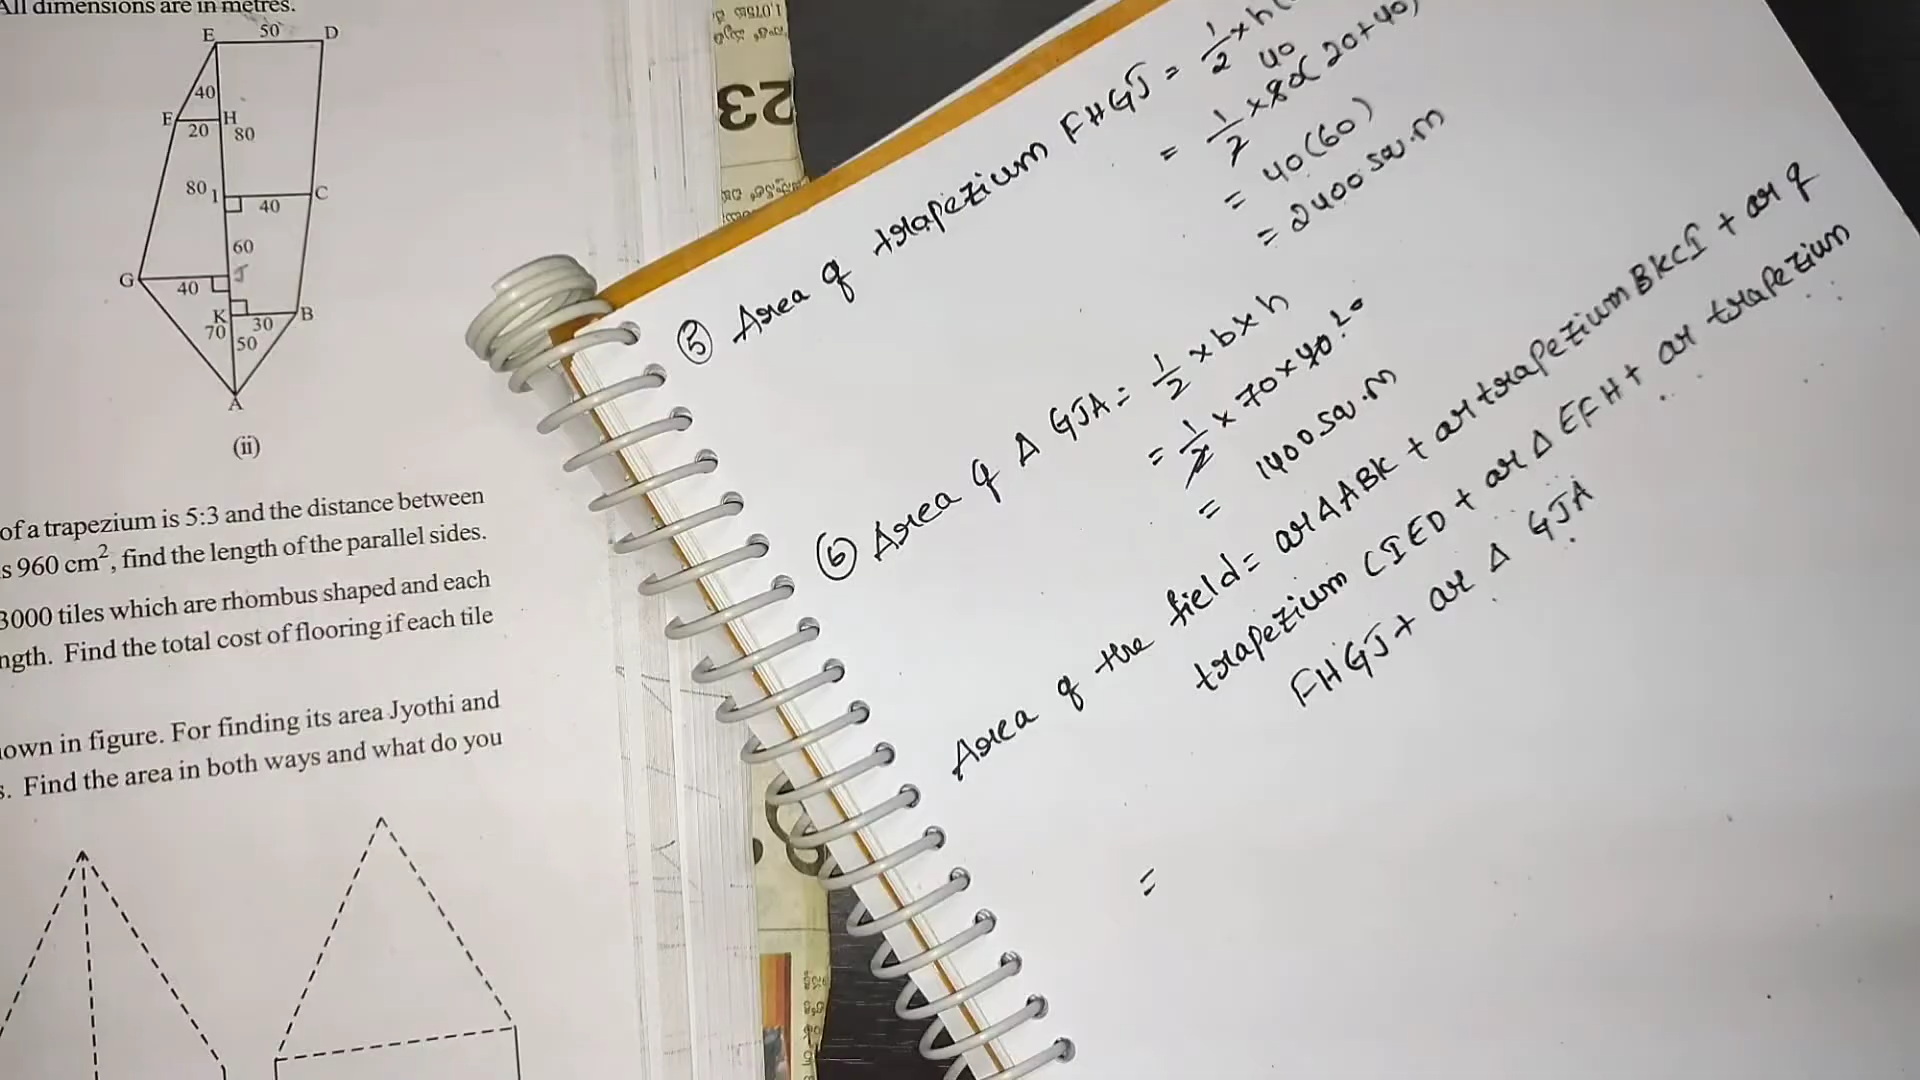 All dimensions are in metres.
E 50 D
40
F H
20 80
80 I C
40
60
G J
40
K B
70 30
50
A
(ii)
of a trapezium is 5:3 and the distance between
s 960 cm², find the length of the parallel sides.
3000 tiles which are rhombus shaped and each
ngth. Find the total cost of flooring if each tile
own in figure. For finding its area Jyothi and
s. Find the area in both ways and what do you
23
⑤ Area of trapezium FHGJ = 1/2 × h(
40
= 1/2 × 80( 20+40)
= 40(60)
= 2400 sq.m
⑥ Area of Δ GJA = 1/2 × b × h
= 1/2 × 70 × 40 20
= 1400 sq.m
Area of the field = ar ΔABK + ar trapezium BKCI + ar of
trapezium CIED + ar Δ EFH + ar trapezium
FHGJ + ar Δ GJA
=